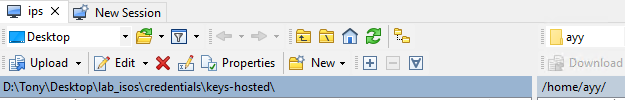 ips New Session
Desktop ayy
Upload Edit Properties New Download
D:\Tony\Desktop\lab_isos\credentials\keys-hosted\ /home/ayy/